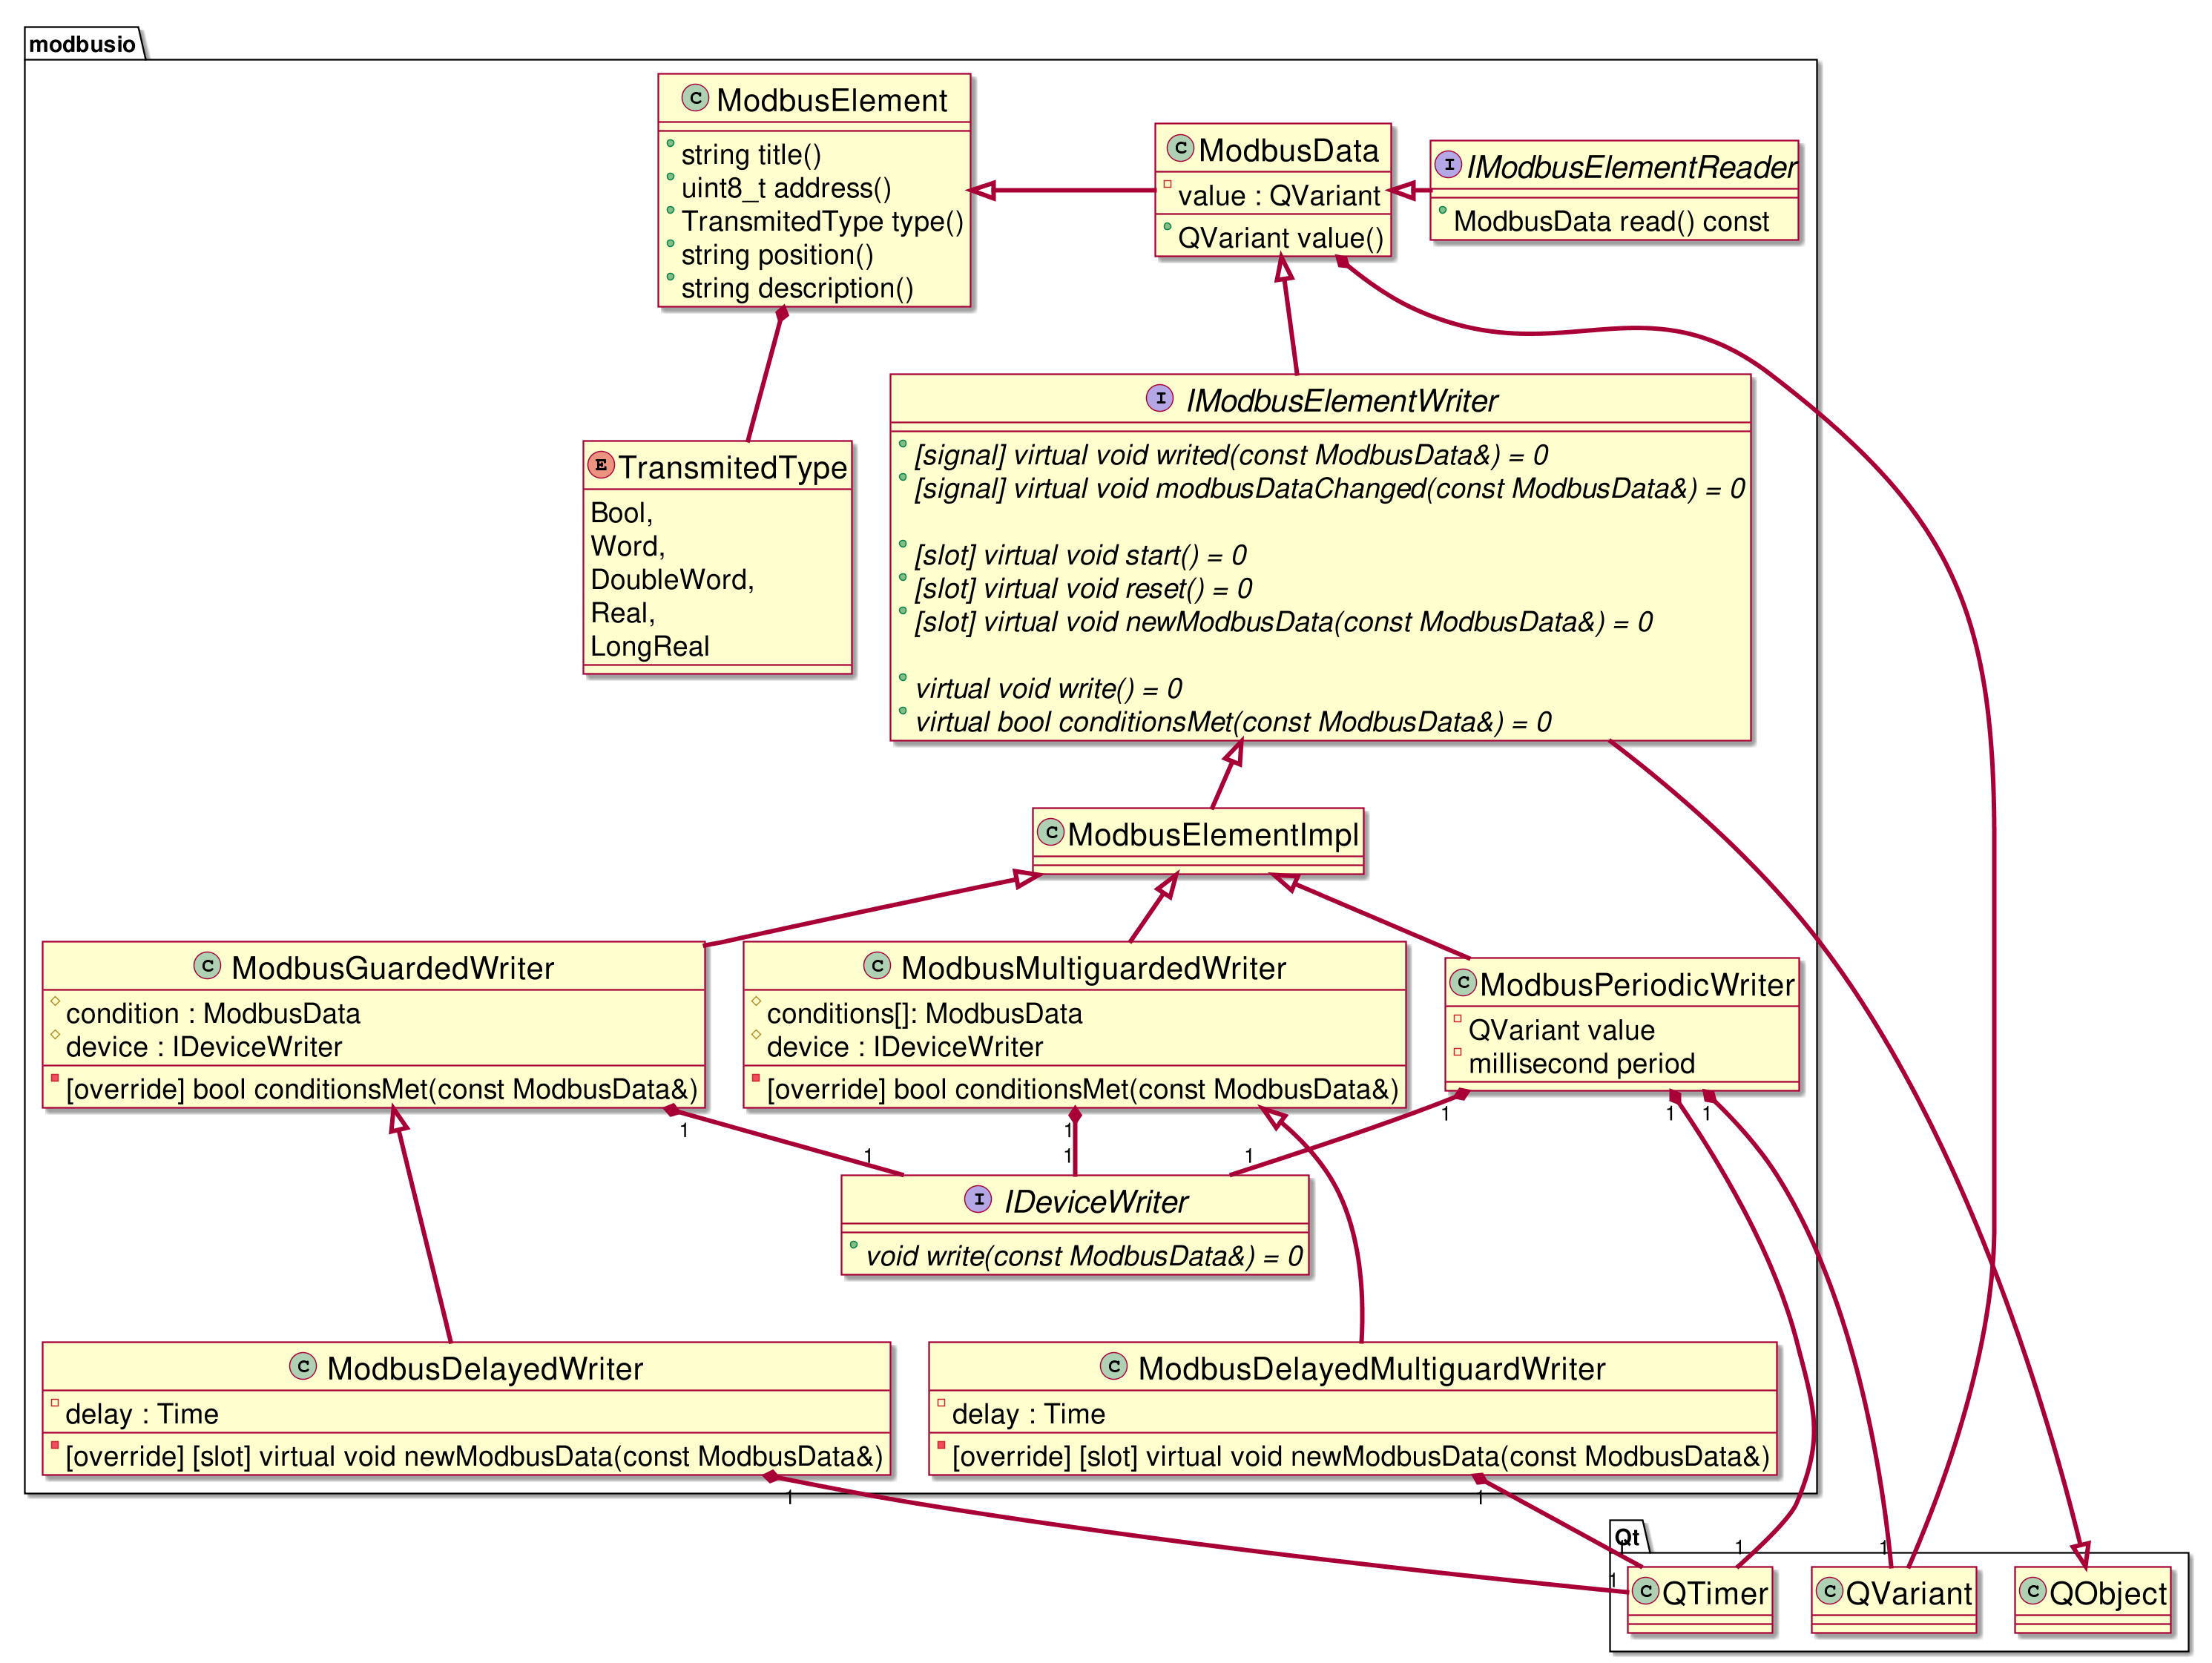 modbusio
C ModbusElement
string title()
uint8_t address()
TransmitedType type()
string position()
string description()
C ModbusData
value : QVariant
QVariant value()
I IModbusElementReader
ModbusData read() const
I IModbusElementWriter
[signal] virtual void writed(const ModbusData&) = 0
[signal] virtual void modbusDataChanged(const ModbusData&) = 0
[slot] virtual void start() = 0
[slot] virtual void reset() = 0
[slot] virtual void newModbusData(const ModbusData&) = 0
virtual void write() = 0
virtual bool conditionsMet(const ModbusData&) = 0
E TransmitedType
Bool,
Word,
DoubleWord,
Real,
LongReal
C ModbusElementImpl
C ModbusGuardedWriter
condition : ModbusData
device : IDeviceWriter
[override] bool conditionsMet(const ModbusData&)
C ModbusMultiguardedWriter
conditions[]: ModbusData
device : IDeviceWriter
[override] bool conditionsMet(const ModbusData&)
C ModbusPeriodicWriter
QVariant value
millisecond period
1
1
1
1
1
1
1
1
I IDeviceWriter
void write(const ModbusData&) = 0
C ModbusDelayedWriter
delay : Time
[override] [slot] virtual void newModbusData(const ModbusData&)
C ModbusDelayedMultiguardWriter
delay : Time
[override] [slot] virtual void newModbusData(const ModbusData&)
1
1
Qt
1
1
1
1
C QTimer
C QVariant
C QObject